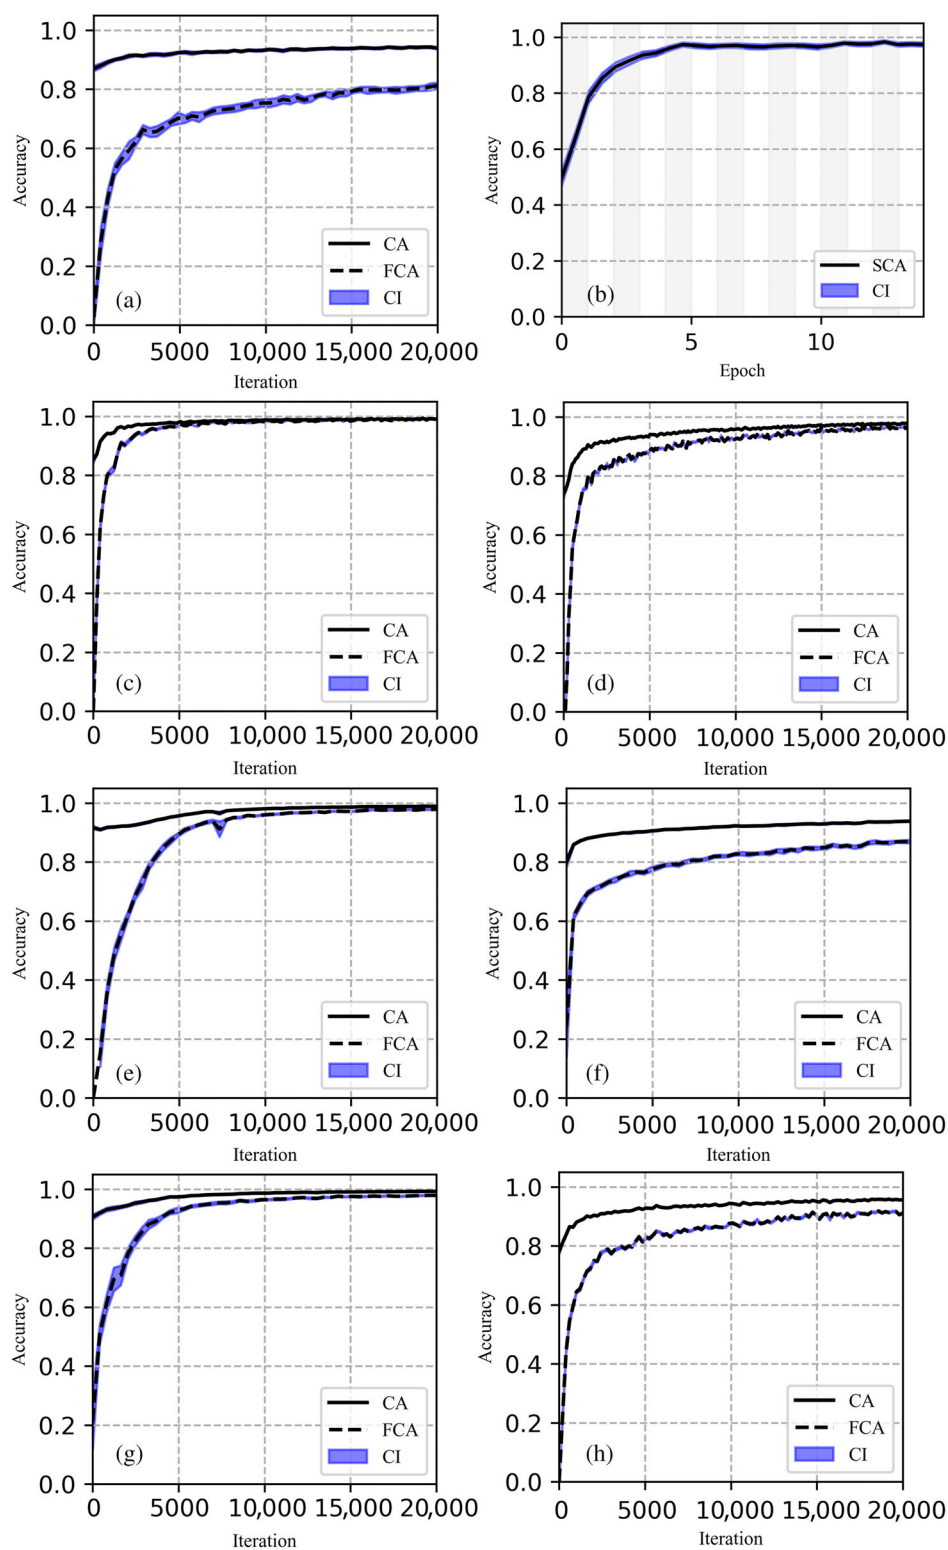 1.0
0.8
0.6
0.4
0.2
0.0
Accuracy
CA
FCA
CI
(a)
0 5000 10,000 15,000 20,000
Iteration
1.0
0.8
0.6
0.4
0.2
0.0
Accuracy
SCA
CI
(b)
0 5 10
Epoch
1.0
0.8
0.6
0.4
0.2
0.0
Accuracy
CA
FCA
CI
(c)
0 5000 10,000 15,000 20,000
Iteration
1.0
0.8
0.6
0.4
0.2
0.0
Accuracy
CA
FCA
CI
(d)
0 5000 10,000 15,000 20,000
Iteration
1.0
0.8
0.6
0.4
0.2
0.0
Accuracy
CA
FCA
CI
(e)
0 5000 10,000 15,000 20,000
Iteration
1.0
0.8
0.6
0.4
0.2
0.0
Accuracy
CA
FCA
CI
(f)
0 5000 10,000 15,000 20,000
Iteration
1.0
0.8
0.6
0.4
0.2
0.0
Accuracy
CA
FCA
CI
(g)
0 5000 10,000 15,000 20,000
Iteration
1.0
0.8
0.6
0.4
0.2
0.0
Accuracy
CA
FCA
CI
(h)
0 5000 10,000 15,000 20,000
Iteration